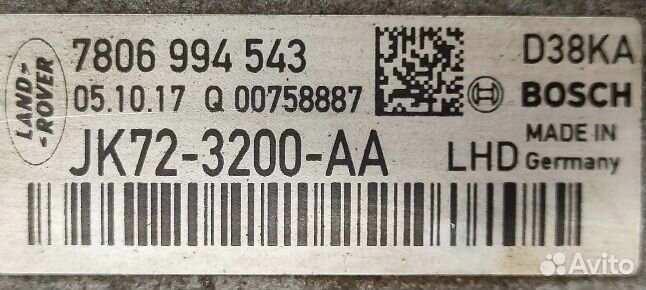 LAND-
-ROVER
7806 994 543
D38KA
05.10.17 Q 00758887
BOSCH
JK72-3200-AA
LHD
MADE IN
Germany
Avito